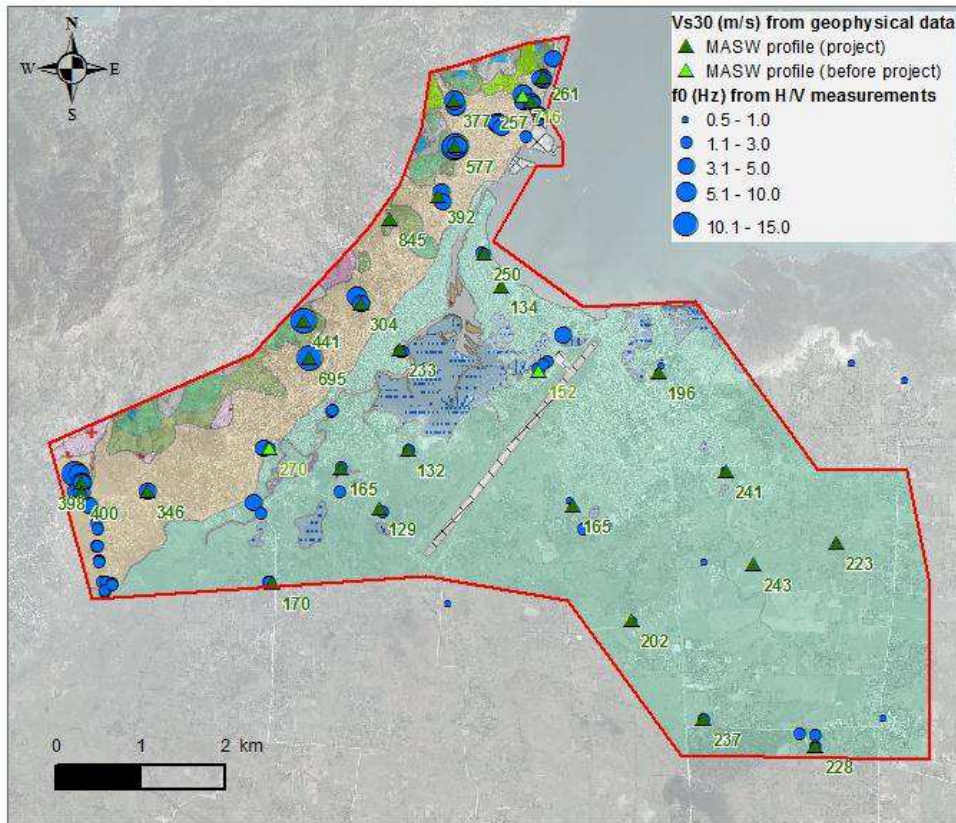 N
W E
S
Vs30 (m/s) from geophysical data
MASW profile (project)
MASW profile (before project)
f0 (Hz) from H/V measurements
0.5 - 1.0
1.1 - 3.0
3.1 - 5.0
5.1 - 10.0
10.1 - 15.0
261
377
257
716
577
392
845
250
134
304
441
233
695
152
196
270
132
165
241
398
400
346
129
165
223
243
170
202
237
228
0 1 2 km